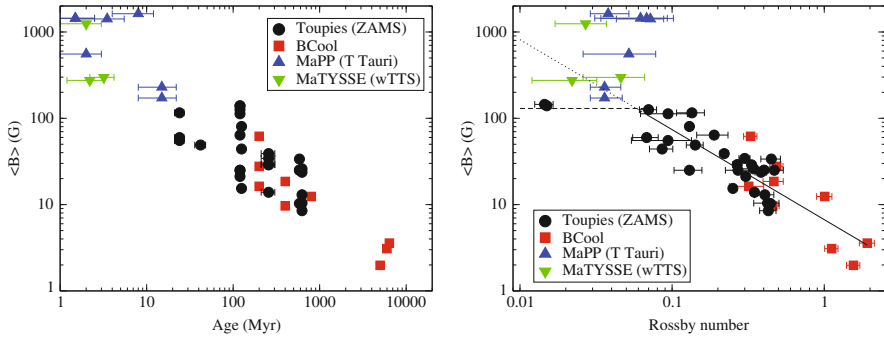 1000
100
10
1
<B> (G)
1
10
100
1000
10000
Age (Myr)
Toupies (ZAMS)
BCool
MaPP (T Tauri)
MaTYSSE (wTTS)
1000
100
10
1
<B> (G)
0.01
0.1
1
Rossby number
Toupies (ZAMS)
BCool
MaPP (T Tauri)
MaTYSSE (wTTS)